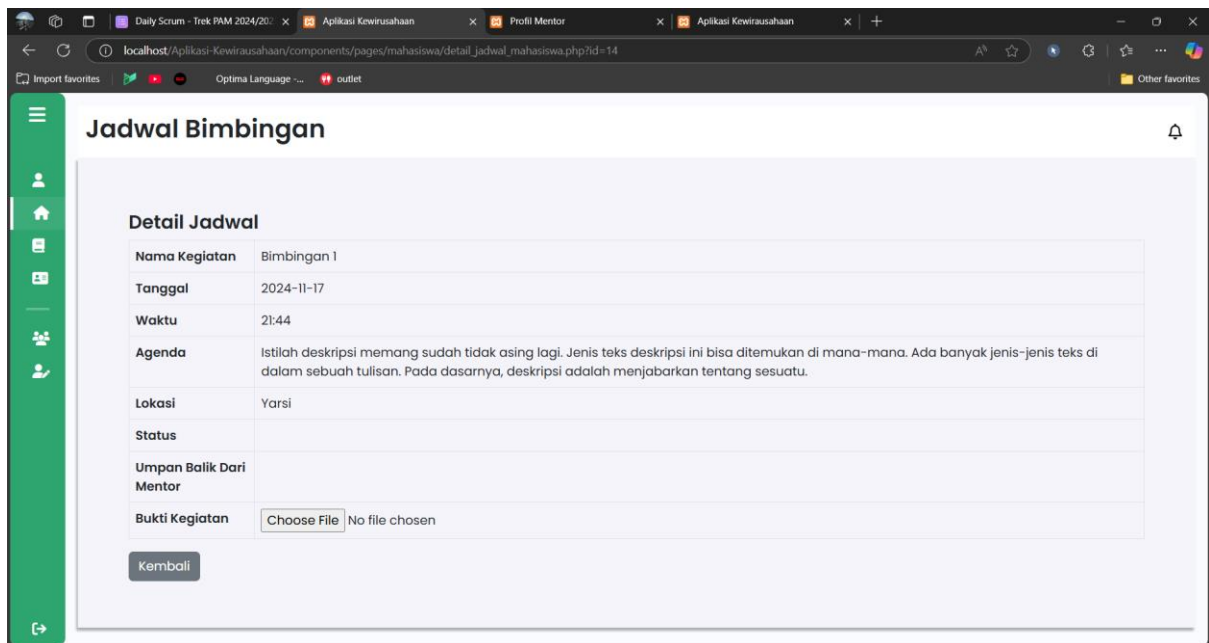 Daily Scrum - Trek PAM 2024/202
Aplikasi Kewirusahaan
Profil Mentor
Aplikasi Kewirausahaan
localhost/Aplikasi-Kewirausahaan/components/pages/mahasiswa/detail_jadwal_mahasiswa.php?id=14
Import favorites
Optima Language -...
outlet
Other favorites
Jadwal Bimbingan
Detail Jadwal
Nama Kegiatan Bimbingan 1
Tanggal 2024-11-17
Waktu 21:44
Agenda Istilah deskripsi memang sudah tidak asing lagi. Jenis teks deskripsi ini bisa ditemukan di mana-mana. Ada banyak jenis-jenis teks di
dalam sebuah tulisan. Pada dasarnya, deskripsi adalah menjabarkan tentang sesuatu.
Lokasi Yarsi
Status
Umpan Balik Dari
Mentor
Bukti Kegiatan Choose File No file chosen
Kembali